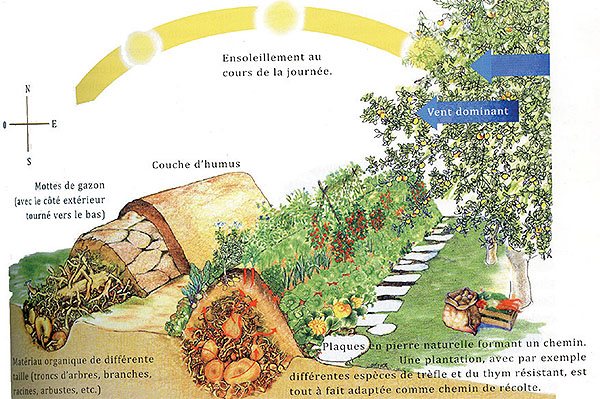 Ensoleillement au
cours de la journée.
N
O E
S
Vent dominant
Couche d'humus
Mottes de gazon
(avec le côté extérieur
tourné vers le bas)
Matériau organique de différente
taille (troncs d'arbres, branches,
racines, arbustes, etc.)
Plaques en pierre naturelle formant un chemin.
Une plantation, avec par exemple
différentes espèces de trèfle et du thym résistant, est
tout à fait adaptée comme chemin de récolte.